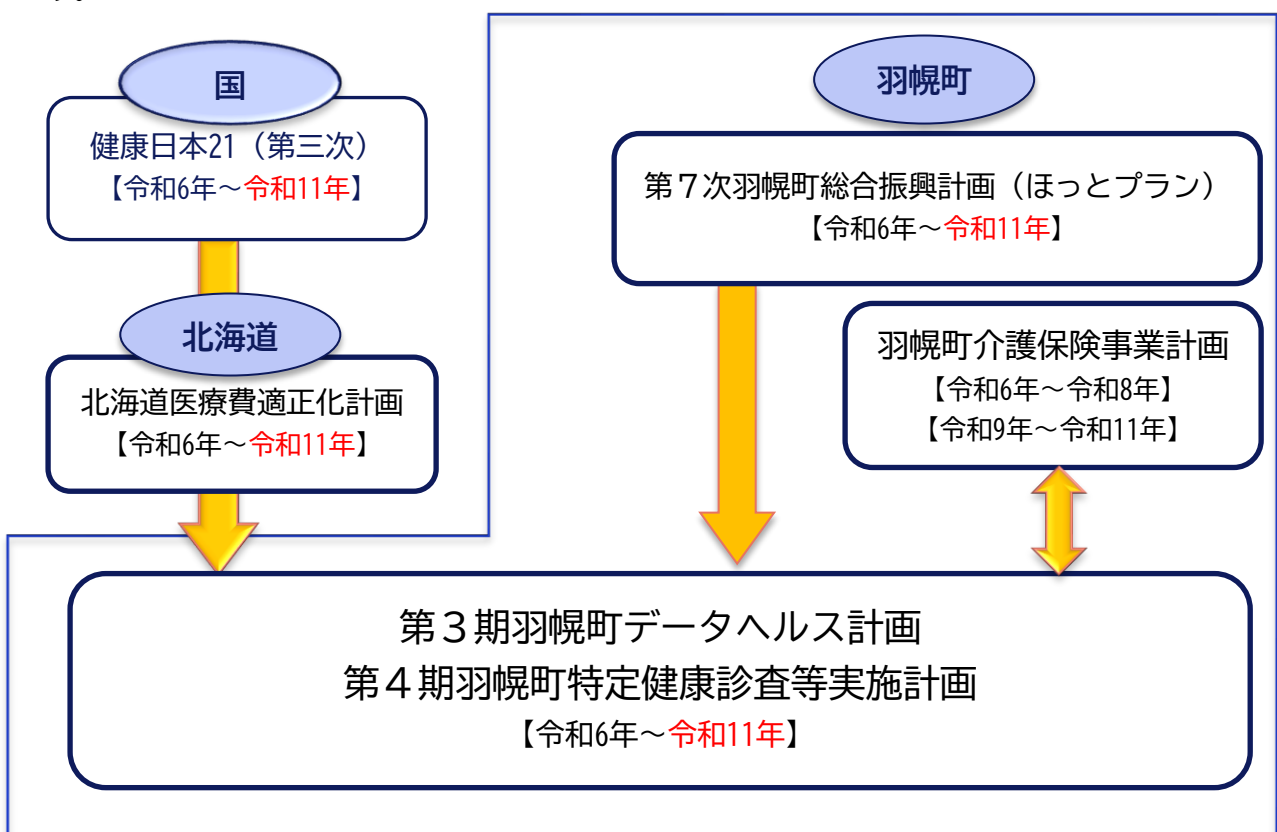 国
健康日本21（第三次）
【令和6年～令和11年】
北海道
北海道医療費適正化計画
【令和6年～令和11年】
羽幌町
第７次羽幌町総合振興計画（ほっとプラン）
【令和6年～令和11年】
羽幌町介護保険事業計画
【令和6年～令和8年】
【令和9年～令和11年】
第３期羽幌町データヘルス計画
第４期羽幌町特定健康診査等実施計画
【令和6年～令和11年】